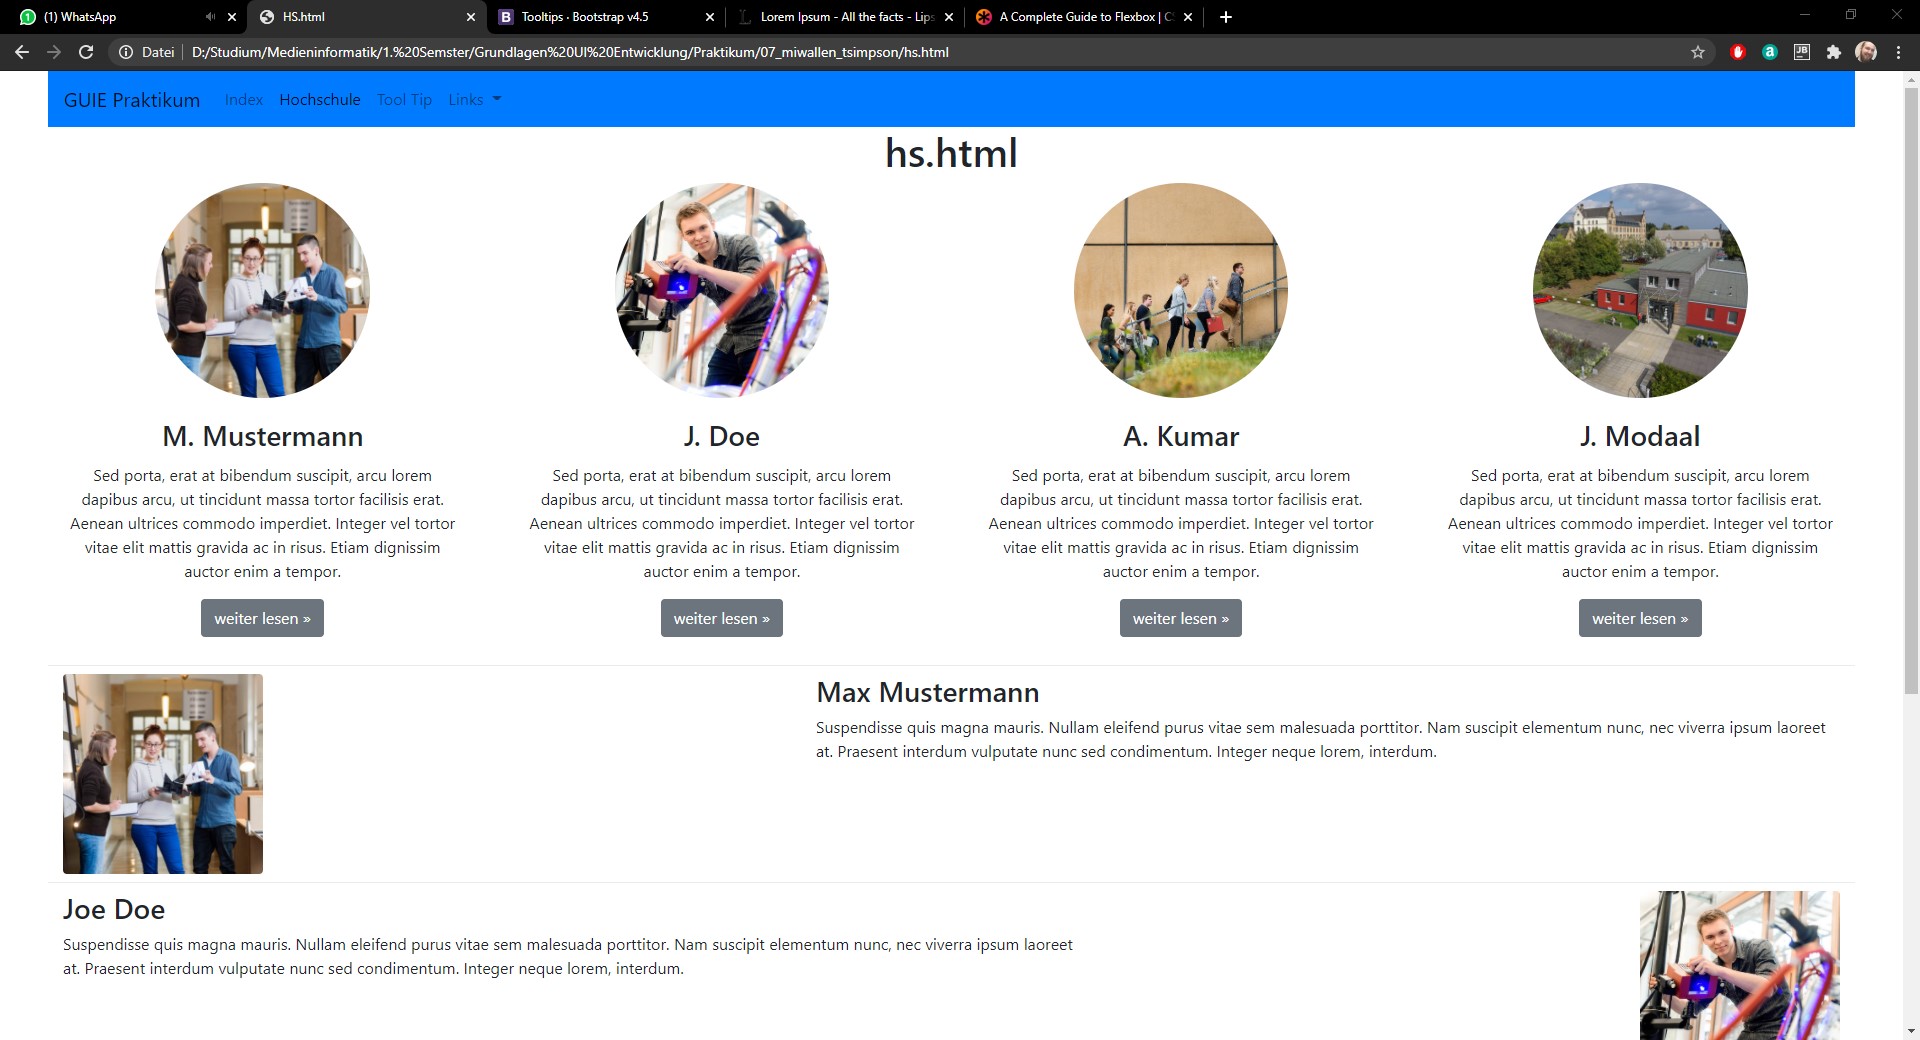 (1) WhatsApp
HS.html
Tooltips · Bootstrap v4.5
Lorem Ipsum - All the facts - Lips
A Complete Guide to Flexbox | CS
Datei D:/Studium/Medieninformatik/1.%20Semster/Grundlagen%20UI%20Entwicklung/Praktikum/07_miwallen_tsimpson/hs.html
JB
GUIE Praktikum Index Hochschule Tool Tip Links
hs.html
M. Mustermann
Sed porta, erat at bibendum suscipit, arcu lorem
dapibus arcu, ut tincidunt massa tortor facilisis erat.
Aenean ultrices commodo imperdiet. Integer vel tortor
vitae elit mattis gravida ac in risus. Etiam dignissim
auctor enim a tempor.
weiter lesen »
J. Doe
Sed porta, erat at bibendum suscipit, arcu lorem
dapibus arcu, ut tincidunt massa tortor facilisis erat.
Aenean ultrices commodo imperdiet. Integer vel tortor
vitae elit mattis gravida ac in risus. Etiam dignissim
auctor enim a tempor.
weiter lesen »
A. Kumar
Sed porta, erat at bibendum suscipit, arcu lorem
dapibus arcu, ut tincidunt massa tortor facilisis erat.
Aenean ultrices commodo imperdiet. Integer vel tortor
vitae elit mattis gravida ac in risus. Etiam dignissim
auctor enim a tempor.
weiter lesen »
J. Modaal
Sed porta, erat at bibendum suscipit, arcu lorem
dapibus arcu, ut tincidunt massa tortor facilisis erat.
Aenean ultrices commodo imperdiet. Integer vel tortor
vitae elit mattis gravida ac in risus. Etiam dignissim
auctor enim a tempor.
weiter lesen »
Max Mustermann
Suspendisse quis magna mauris. Nullam eleifend purus vitae sem malesuada porttitor. Nam suscipit elementum nunc, nec viverra ipsum laoreet
at. Praesent interdum vulputate nunc sed condimentum. Integer neque lorem, interdum.
Joe Doe
Suspendisse quis magna mauris. Nullam eleifend purus vitae sem malesuada porttitor. Nam suscipit elementum nunc, nec viverra ipsum laoreet
at. Praesent interdum vulputate nunc sed condimentum. Integer neque lorem, interdum.